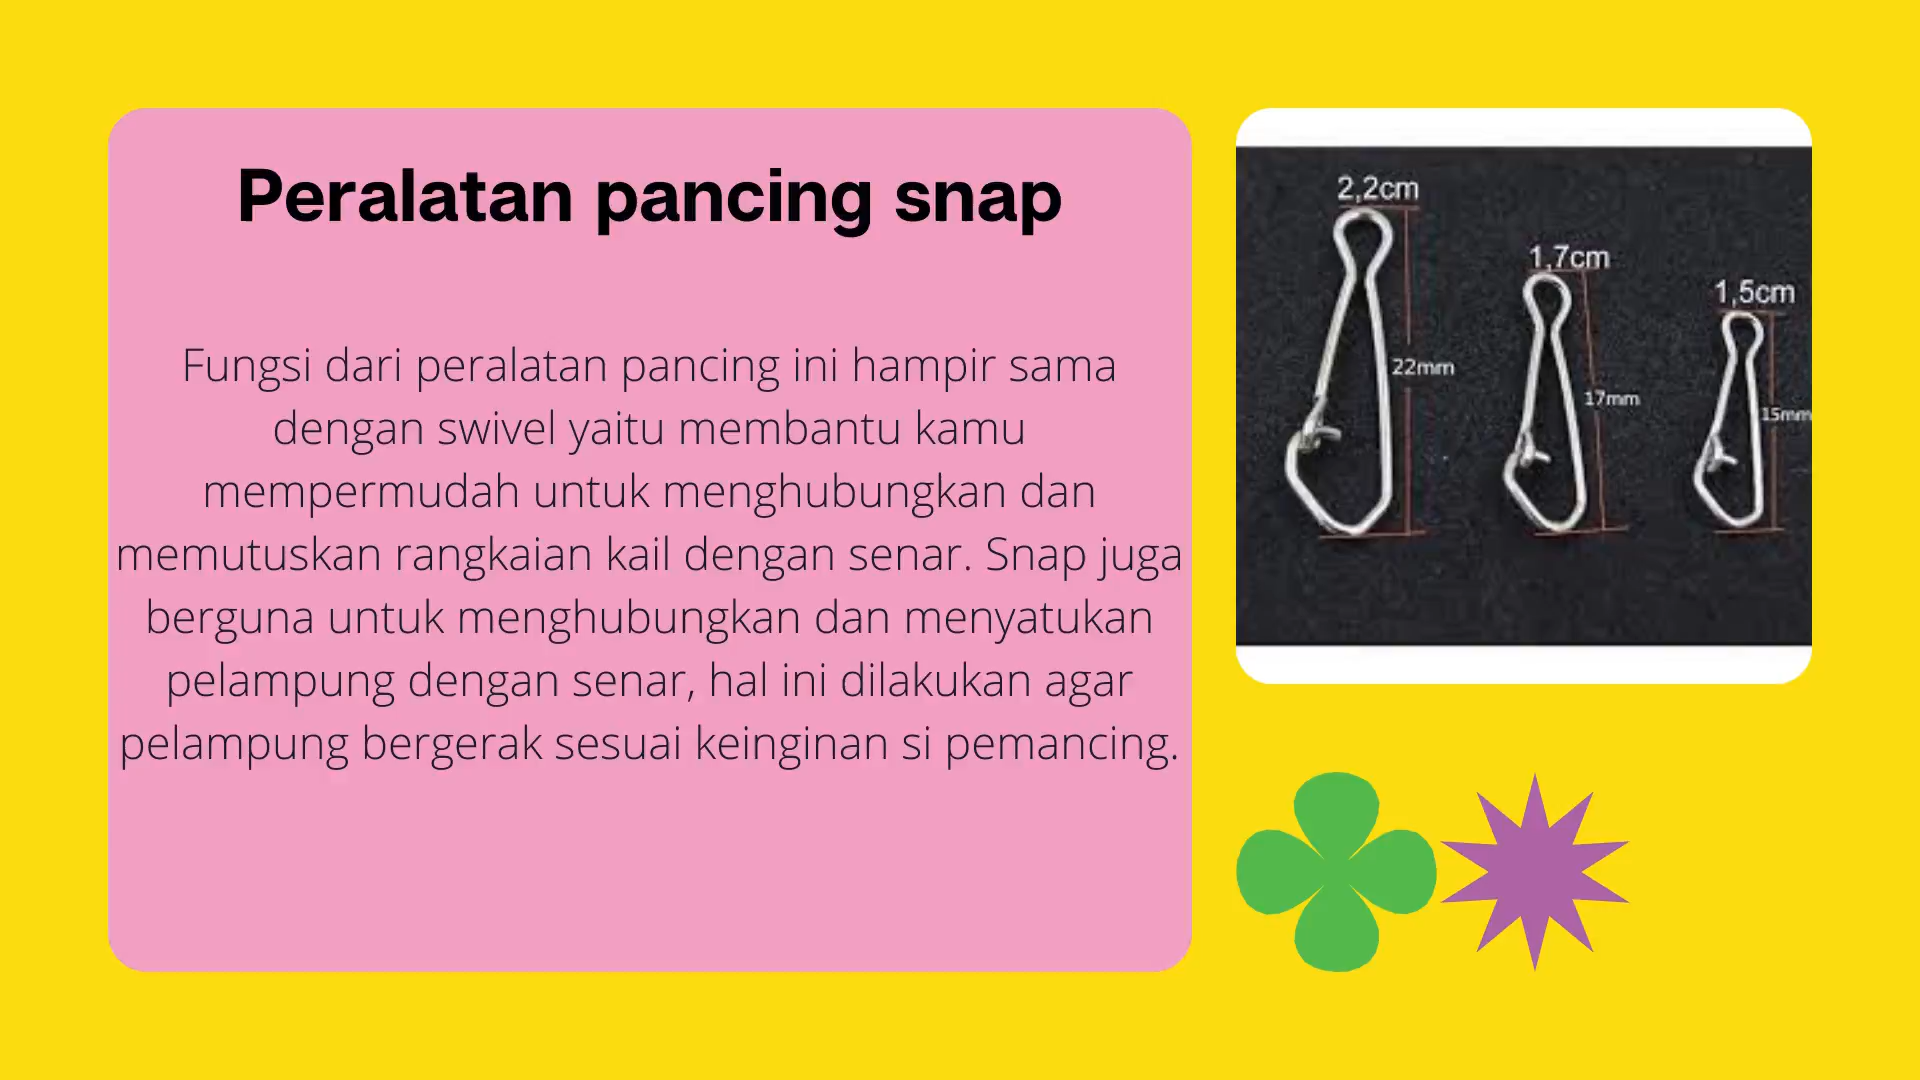 Peralatan pancing snap
Fungsi dari peralatan pancing ini hampir sama
dengan swivel yaitu membantu kamu
mempermudah untuk menghubungkan dan
memutuskan rangkaian kail dengan senar. Snap juga
berguna untuk menghubungkan dan menyatukan
pelampung dengan senar, hal ini dilakukan agar
pelampung bergerak sesuai keinginan si pemancing.
2,2cm
1,7cm
1,5cm
22mm
17mm
15mm